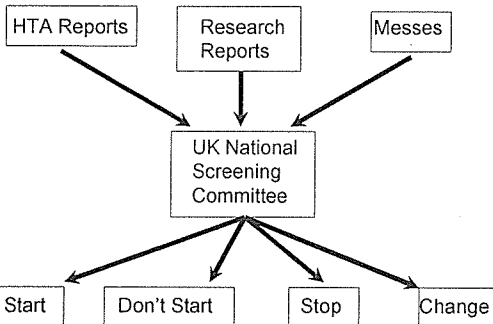 HTA Reports
Research
Reports
Messes
UK National
Screening
Committee
Start
Don't Start
Stop
Change